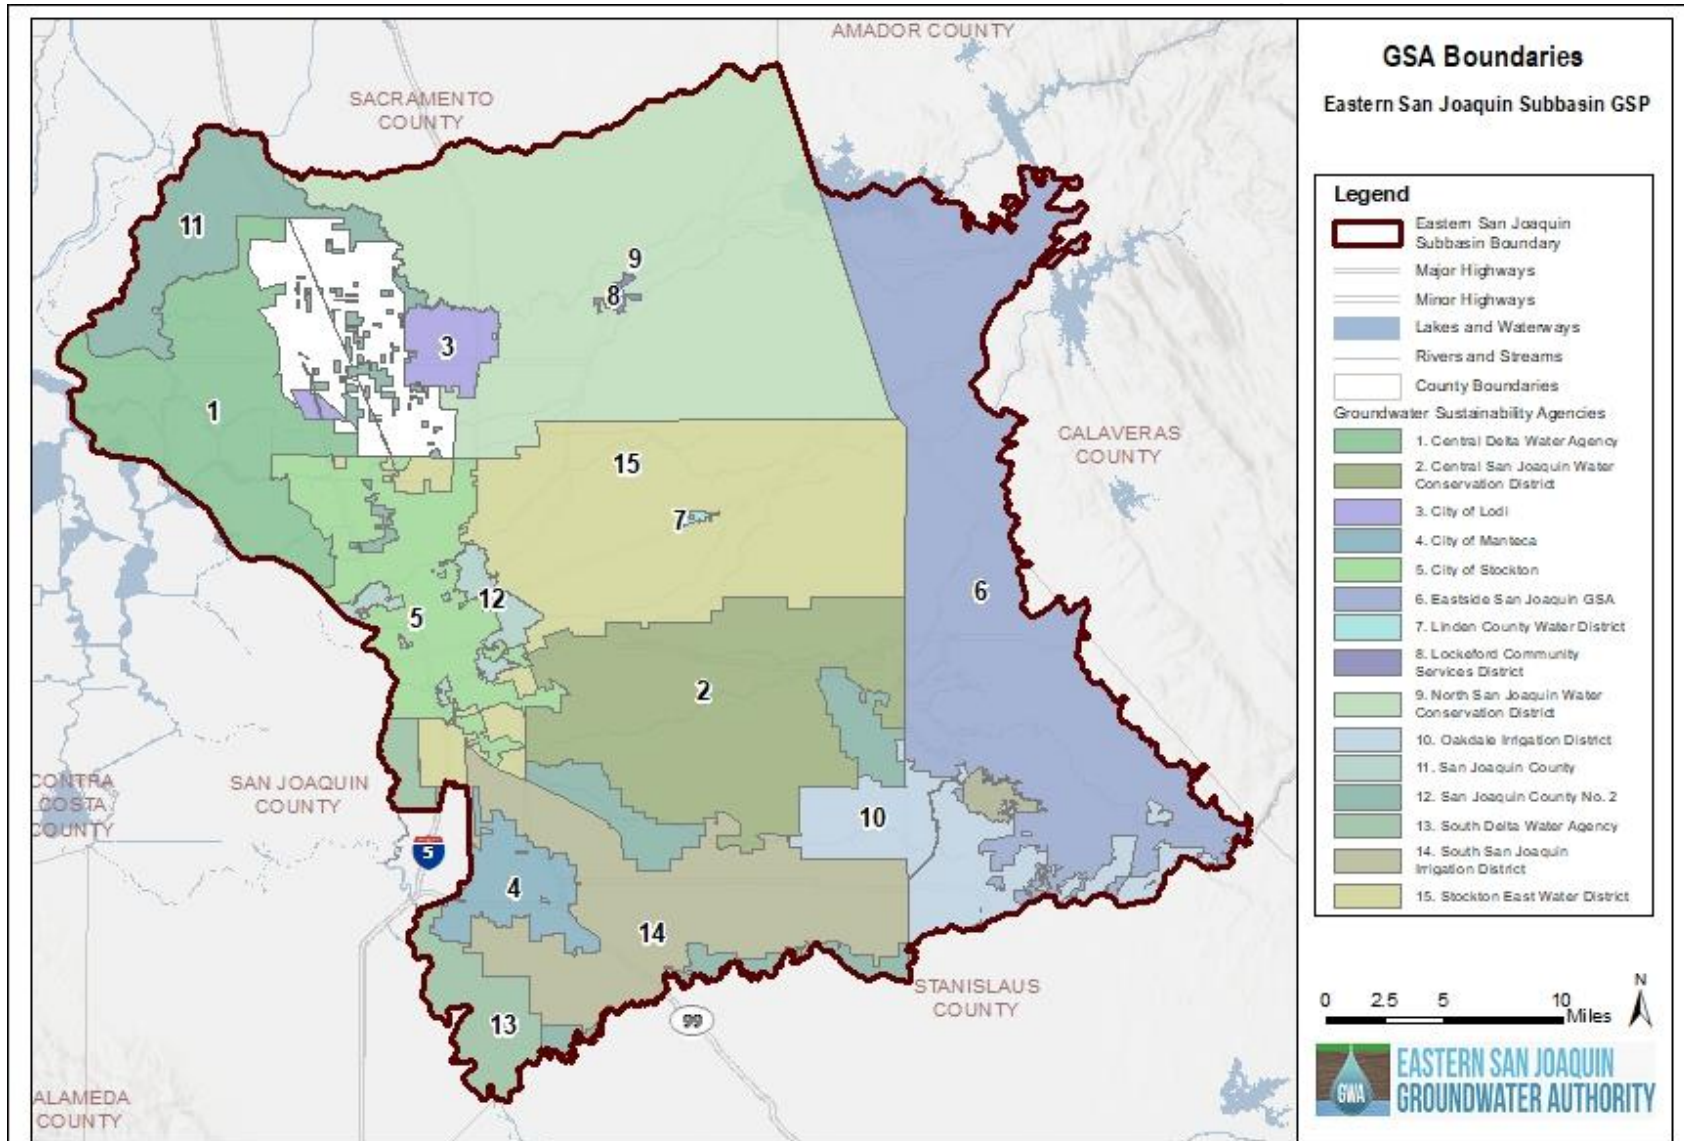 AMADOR COUNTY
SACRAMENTO
COUNTY
11
9
8
3
1
CALAVERAS
COUNTY
15
7
6
12
5
2
CONTRA
COSTA
COUNTY
SAN JOAQUIN
COUNTY
10
5
4
14
STANISLAUS
COUNTY
13
99
ALAMEDA
COUNTY
GSA Boundaries
Eastern San Joaquin Subbasin GSP
Legend
Eastern San Joaquin
Subbasin Boundary
Major Highways
Minor Highways
Lakes and Waterways
Rivers and Streams
County Boundaries
Groundwater Sustainability Agencies
1. Central Delta Water Agency
2. Central San Joaquin Water
Conservation District
3. City of Lodi
4. City of Manteca
5. City of Stockton
6. Eastside San Joaquin GSA
7. Linden County Water District
8. Lockeford Community
Services District
9. North San Joaquin Water
Conservation District
10. Oakdale Irrigation District
11. San Joaquin County
12. San Joaquin County No. 2
13. South Delta Water Agency
14. South San Joaquin
Irrigation District
15. Stockton East Water District
N
0 2.5 5 10
Miles
GWA
EASTERN SAN JOAQUIN
GROUNDWATER AUTHORITY